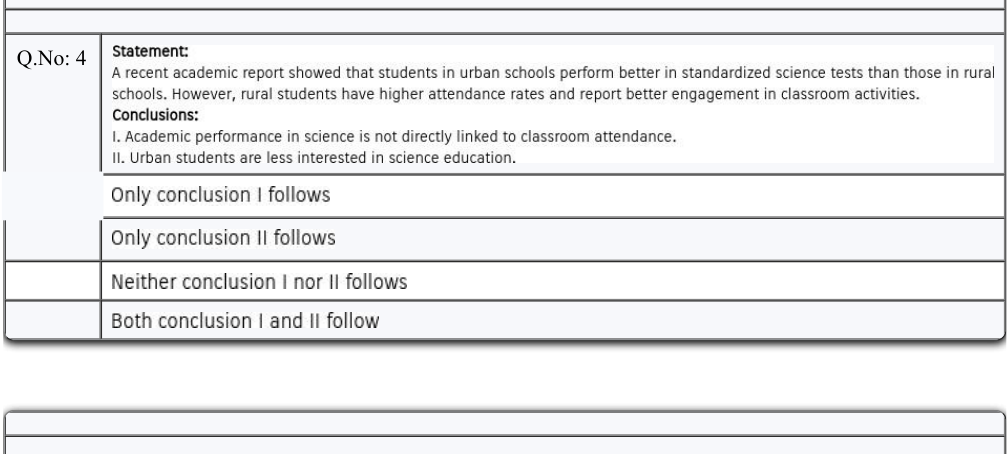 Q.No: 4
Statement:
A recent academic report showed that students in urban schools perform better in standardized science tests than those in rural
schools. However, rural students have higher attendance rates and report better engagement in classroom activities.
Conclusions:
I. Academic performance in science is not directly linked to classroom attendance.
II. Urban students are less interested in science education.
Only conclusion I follows
Only conclusion II follows
Neither conclusion I nor II follows
Both conclusion I and II follow